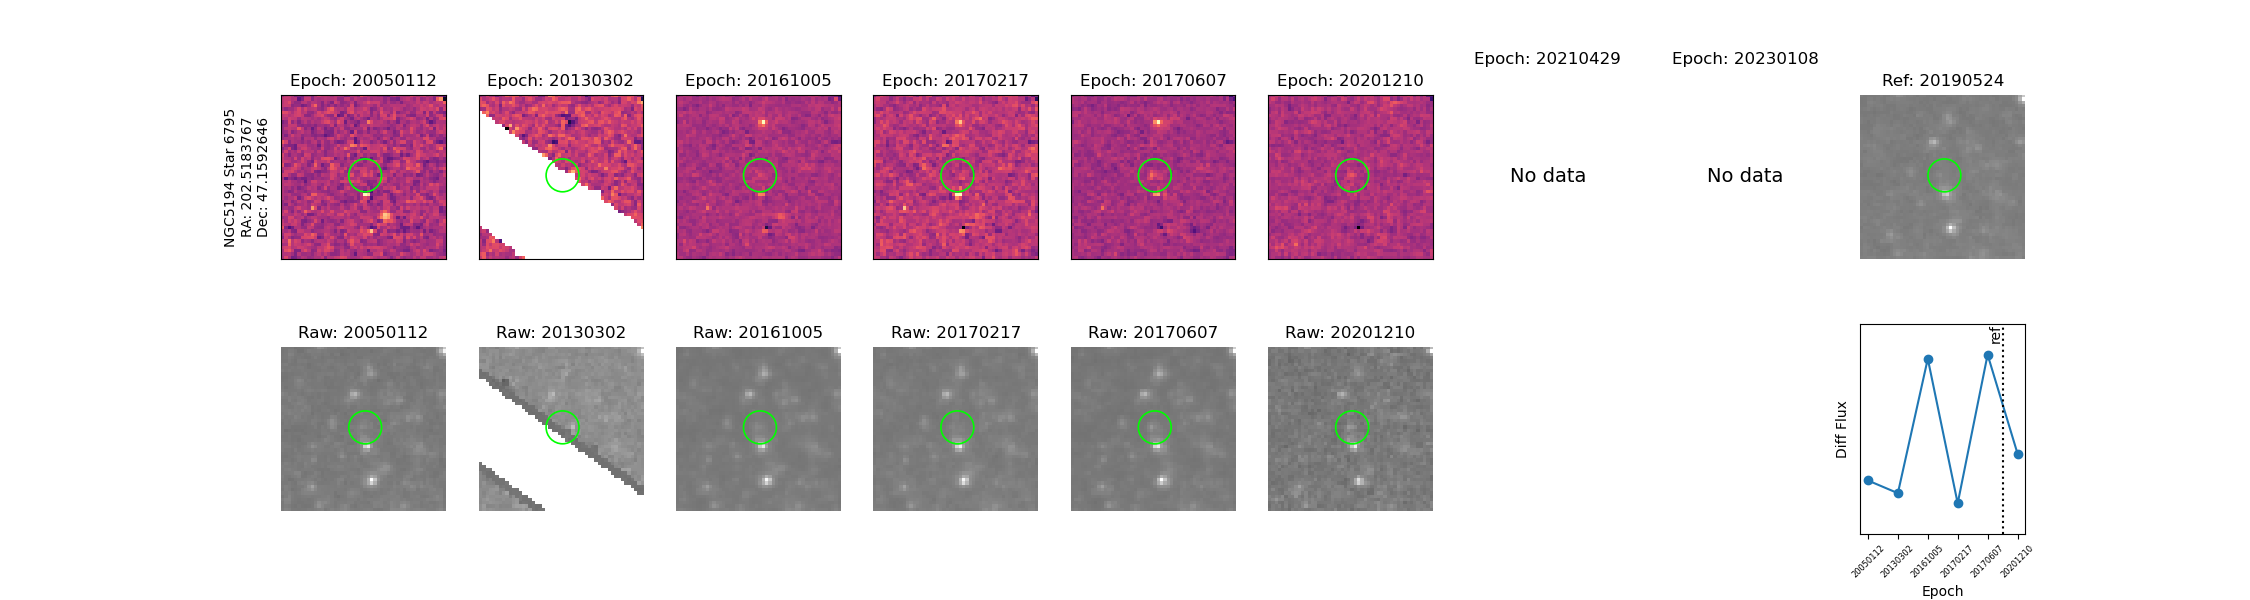 NGC5194 Star 6795
RA: 202.5183767
Dec: 47.1592646
Epoch: 20050112
Epoch: 20130302
Epoch: 20161005
Epoch: 20170217
Epoch: 20170607
Epoch: 20201210
Epoch: 20210429
No data
Epoch: 20230108
No data
Ref: 20190524
Raw: 20050112
Raw: 20130302
Raw: 20161005
Raw: 20170217
Raw: 20170607
Raw: 20201210
Diff Flux
ref
20050112
20130302
20161005
20170217
20170607
20201210
Epoch